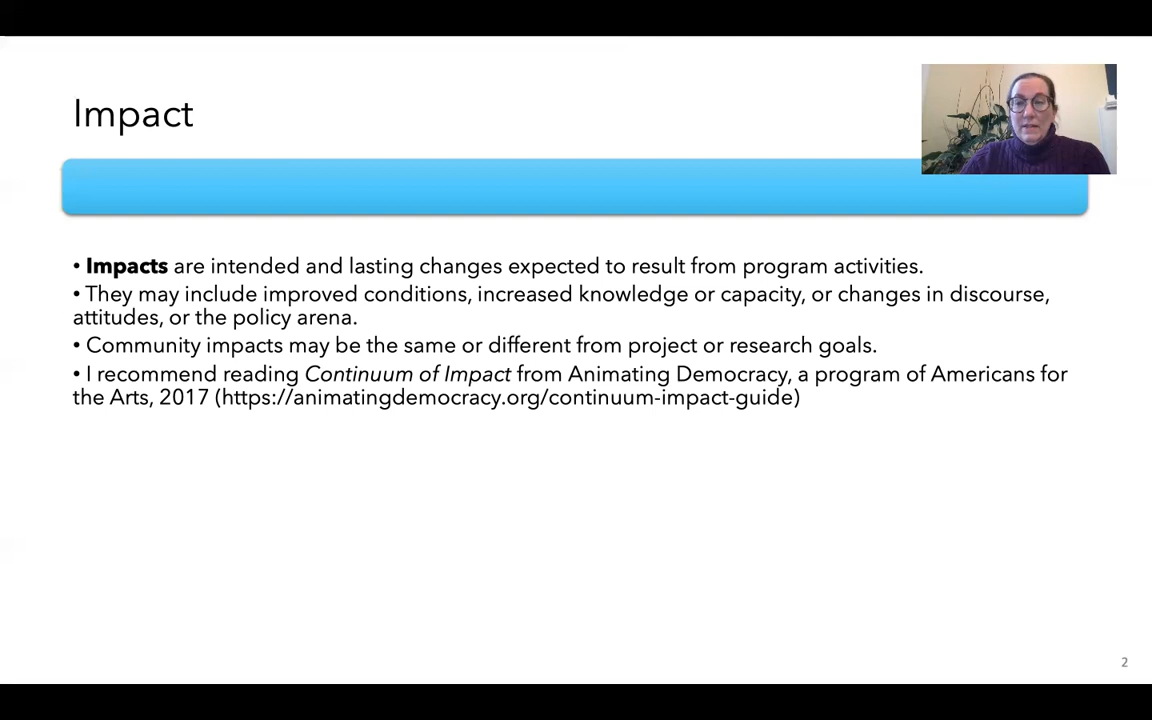 Impact
• Impacts are intended and lasting changes expected to result from program activities.
• They may include improved conditions, increased knowledge or capacity, or changes in discourse,
attitudes, or the policy arena.
• Community impacts may be the same or different from project or research goals.
• I recommend reading Continuum of Impact from Animating Democracy, a program of Americans for
the Arts, 2017 (https://animatingdemocracy.org/continuum-impact-guide)
2